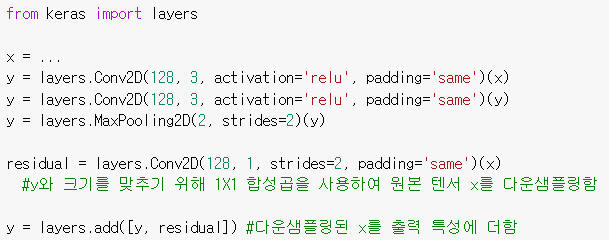 from keras import layers
x = ...
y = layers.Conv2D(128, 3, activation='relu', padding='same')(x)
y = layers.Conv2D(128, 3, activation='relu', padding='same')(y)
y = layers.MaxPooling2D(2, strides=2)(y)
residual = layers.Conv2D(128, 1, strides=2, padding='same')(x)
#y와 크기를 맞추기 위해 1X1 합성곱을 사용하여 원본 텐서 x를 다운샘플링함
y = layers.add([y, residual]) #다운샘플링된 x를 출력 특성에 더함